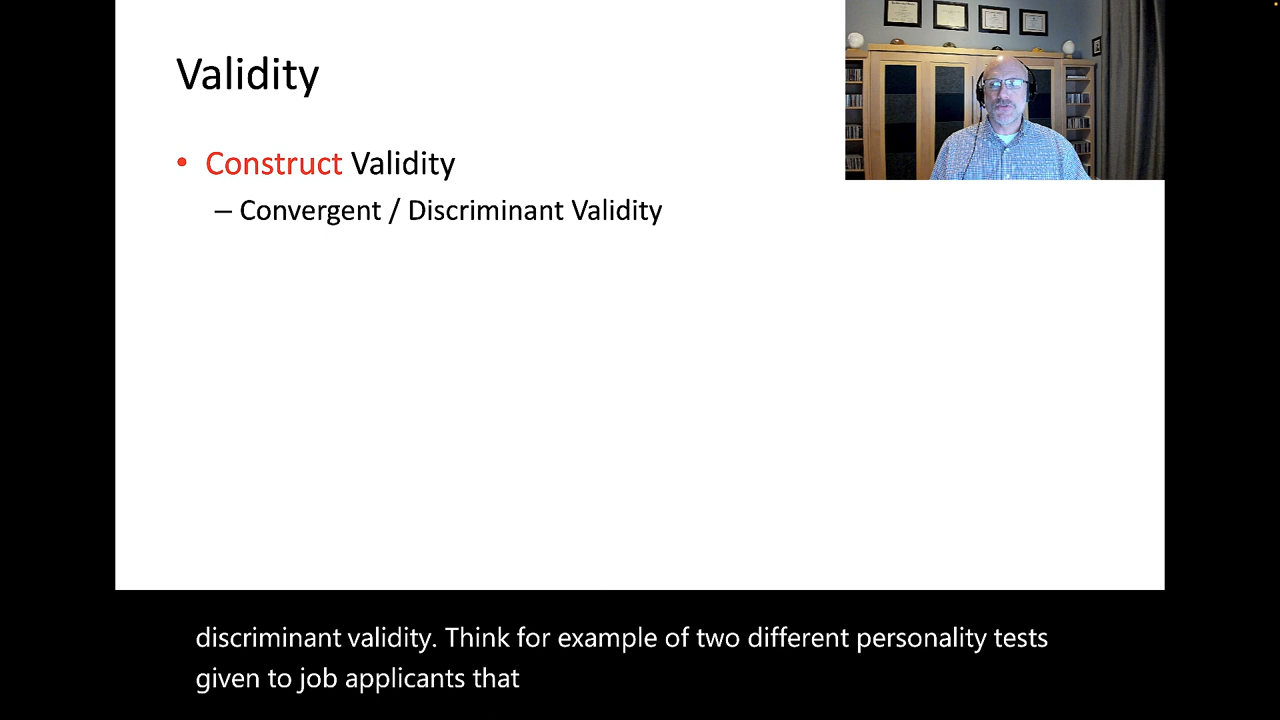 Validity
• Construct Validity
– Convergent / Discriminant Validity
discriminant validity. Think for example of two different personality tests
given to job applicants that